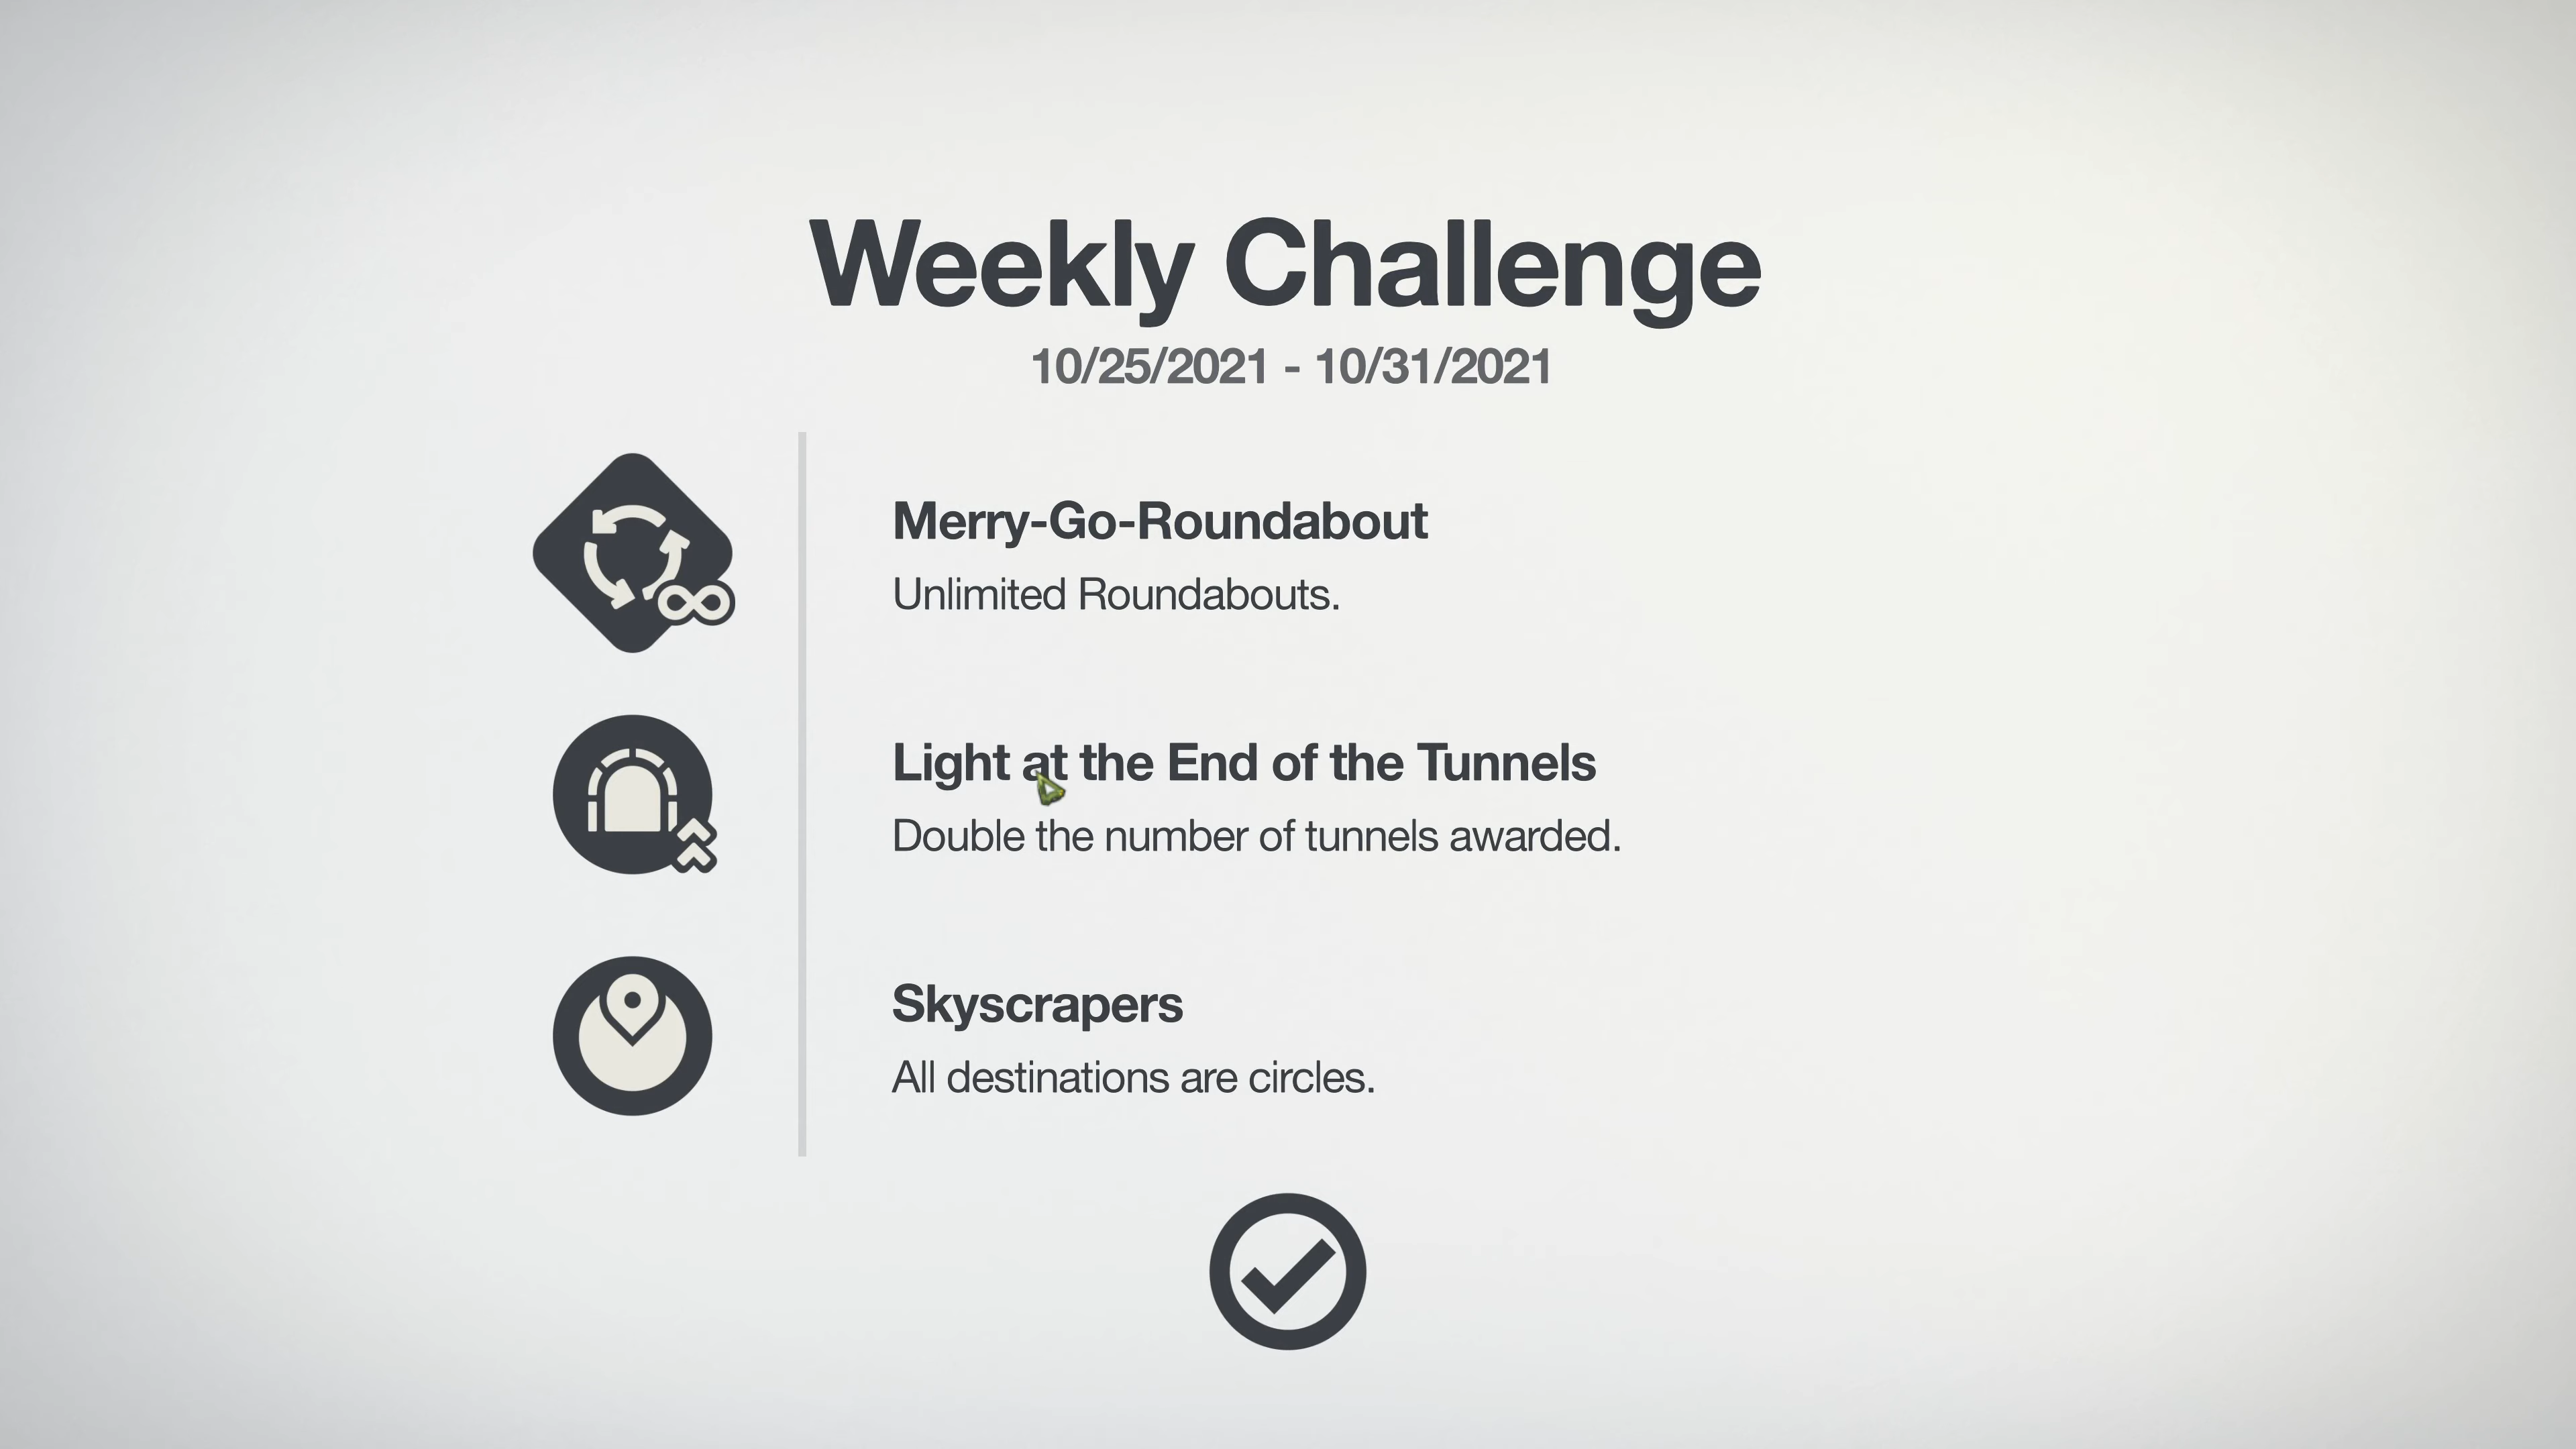 Weekly Challenge
10/25/2021 - 10/31/2021
Merry-Go-Roundabout
Unlimited Roundabouts.
Light at the End of the Tunnels
Double the number of tunnels awarded.
Skyscrapers
All destinations are circles.